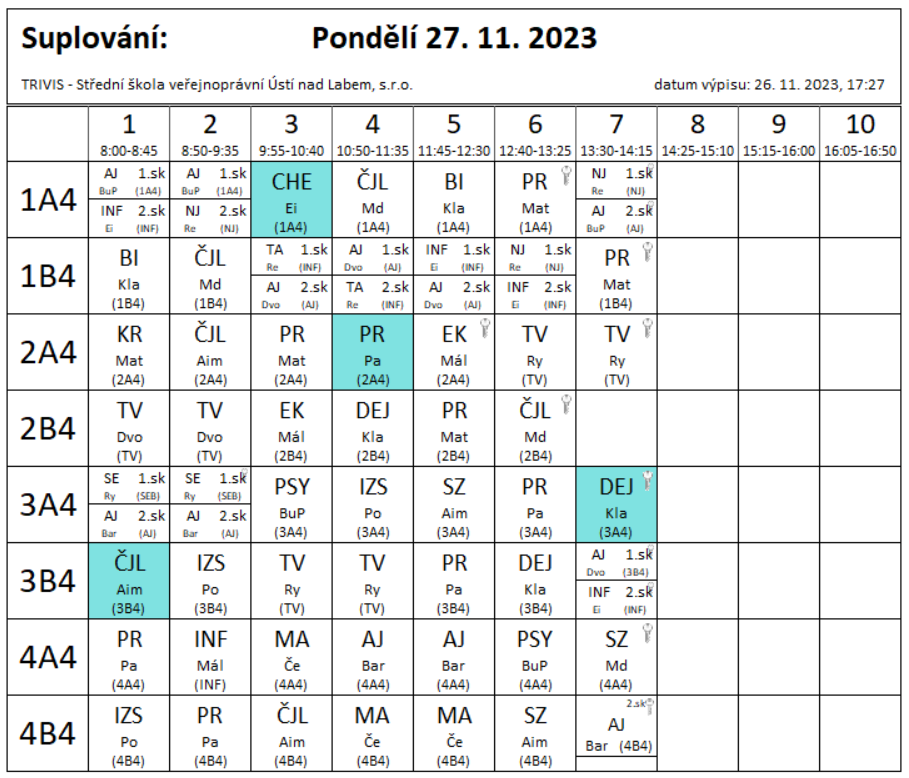 Suplování: Pondělí 27. 11. 2023
TRIVIS - Střední škola veřejnoprávní Ústí nad Labem, s.r.o. datum výpisu: 26. 11. 2023, 17:27
1 2 3 4 5 6 7 8 9 10
8:00-8:45 8:50-9:35 9:55-10:40 10:50-11:35 11:45-12:30 12:40-13:25 13:30-14:15 14:25-15:10 15:15-16:00 16:05-16:50
1A4
AJ 1.sk
BuP (1A4)
INF 2.sk
Ei (INF)
AJ 1.sk
BuP (1A4)
NJ 2.sk
Re (NJ)
CHE
Ei
(1A4)
ČJL
Md
(1A4)
BI
Kla
(1A4)
PR
Mat
(1A4)
NJ 1.sk
Re (NJ)
AJ 2.sk
BuP (AJ)
1B4
BI
Kla
(1B4)
ČJL
Md
(1B4)
TA 1.sk
Re (INF)
AJ 2.sk
Dvo (AJ)
AJ 1.sk
Dvo (AJ)
TA 2.sk
Re (INF)
INF 1.sk
Ei (INF)
AJ 2.sk
Dvo (AJ)
NJ 1.sk
Re (NJ)
INF 2.sk
Ei (INF)
PR
Mat
(1B4)
2A4
KR
Mat
(2A4)
ČJL
Aim
(2A4)
PR
Mat
(2A4)
PR
Pa
(2A4)
EK
Mál
(2A4)
TV
Ry
(TV)
TV
Ry
(TV)
2B4
TV
Dvo
(TV)
TV
Dvo
(TV)
EK
Mál
(2B4)
DEJ
Kla
(2B4)
PR
Mat
(2B4)
ČJL
Md
(2B4)
3A4
SE 1.sk
Ry (SEB)
AJ 2.sk
Bar (AJ)
SE 1.sk
Ry (SEB)
AJ 2.sk
Bar (AJ)
PSY
BuP
(3A4)
IZS
Po
(3A4)
SZ
Aim
(3A4)
PR
Pa
(3A4)
DEJ
Kla
(3A4)
3B4
ČJL
Aim
(3B4)
IZS
Po
(3B4)
TV
Ry
(TV)
TV
Ry
(TV)
PR
Pa
(3B4)
DEJ
Kla
(3B4)
AJ 1.sk
Dvo (3B4)
INF 2.sk
Ei (INF)
4A4
PR
Pa
(4A4)
INF
Mál
(INF)
MA
Če
(4A4)
AJ
Bar
(4A4)
AJ
Bar
(4A4)
PSY
BuP
(4A4)
SZ
Md
(4A4)
4B4
IZS
Po
(4B4)
PR
Pa
(4B4)
ČJL
Aim
(4B4)
MA
Če
(4B4)
MA
Če
(4B4)
SZ
Aim
(4B4)
2.sk
AJ
Bar (4B4)